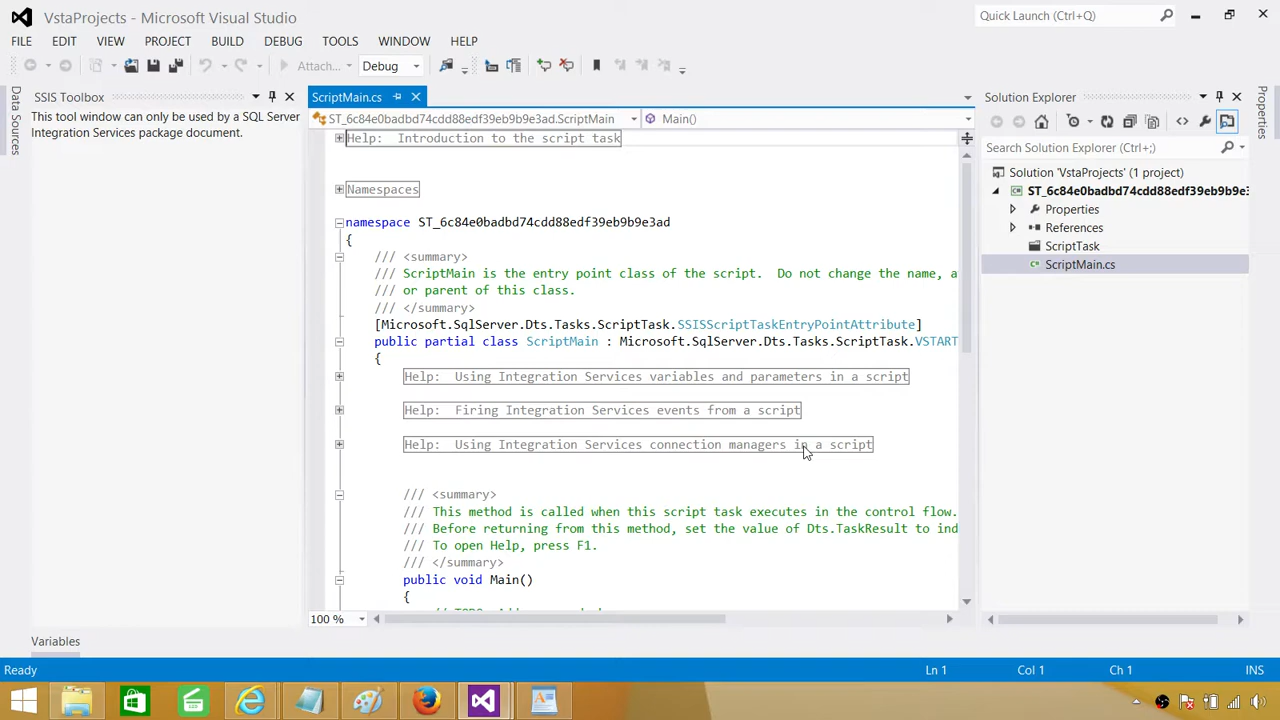 VstaProjects - Microsoft Visual Studio
Quick Launch (Ctrl+Q)
FILE EDIT VIEW PROJECT BUILD DEBUG TOOLS WINDOW HELP
Attach... Debug
Data Sources
SSIS Toolbox
This tool window can only be used by a SQL Server
Integration Services package document.
ScriptMain.cs
ST_6c84e0badbd74cdd88edf39eb9b9e3ad.ScriptMain Main()
Help: Introduction to the script task
Namespaces
namespace ST_6c84e0badbd74cdd88edf39eb9b9e3ad
{
/// <summary>
/// ScriptMain is the entry point class of the script.  Do not change the name, a
/// or parent of this class.
/// </summary>
[Microsoft.SqlServer.Dts.Tasks.ScriptTask.SSISScriptTaskEntryPointAttribute]
public partial class ScriptMain : Microsoft.SqlServer.Dts.Tasks.ScriptTask.VSTART
{
Help:  Using Integration Services variables and parameters in a script
Help:  Firing Integration Services events from a script
Help:  Using Integration Services connection managers in a script
/// <summary>
/// This method is called when this script task executes in the control flow.
/// Before returning from this method, set the value of Dts.TaskResult to ind
/// To open Help, press F1.
/// </summary>
public void Main()
{
100 %
Solution Explorer
Search Solution Explorer (Ctrl+;)
Solution 'VstaProjects' (1 project)
ST_6c84e0badbd74cdd88edf39eb9b9e3
Properties
References
ScriptTask
ScriptMain.cs
Properties
Variables
Ready Ln 1 Col 1 Ch 1 INS